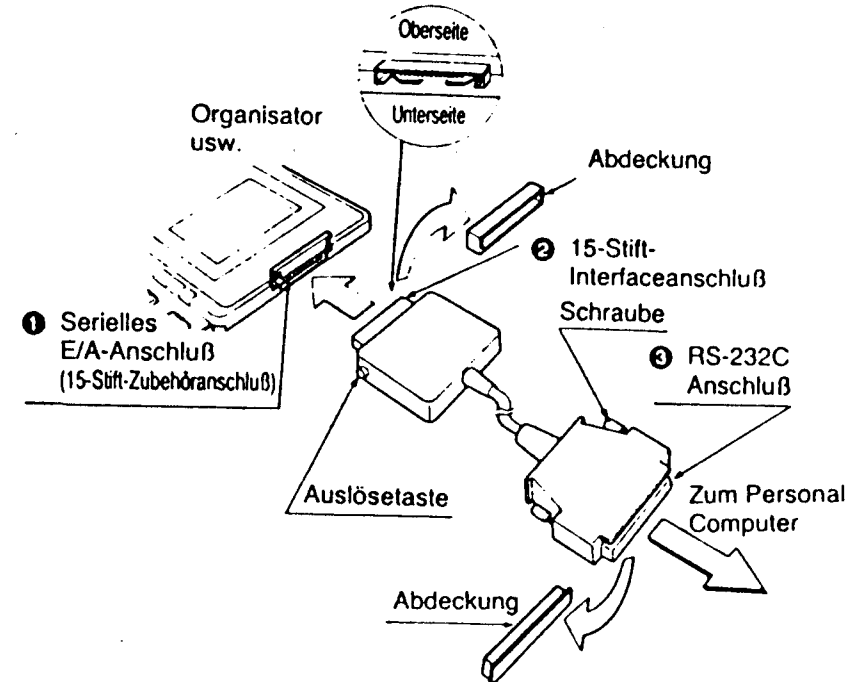 Oberseite
Unterseite
Organisator
usw.
Abdeckung
❷ 15-Stift-
Interfaceanschluß
Schraube
❶ Serielles
E/A-Anschluß
(15-Stift-Zubehöranschluß)
❸ RS-232C
Anschluß
Auslösetaste
Zum Personal
Computer
Abdeckung